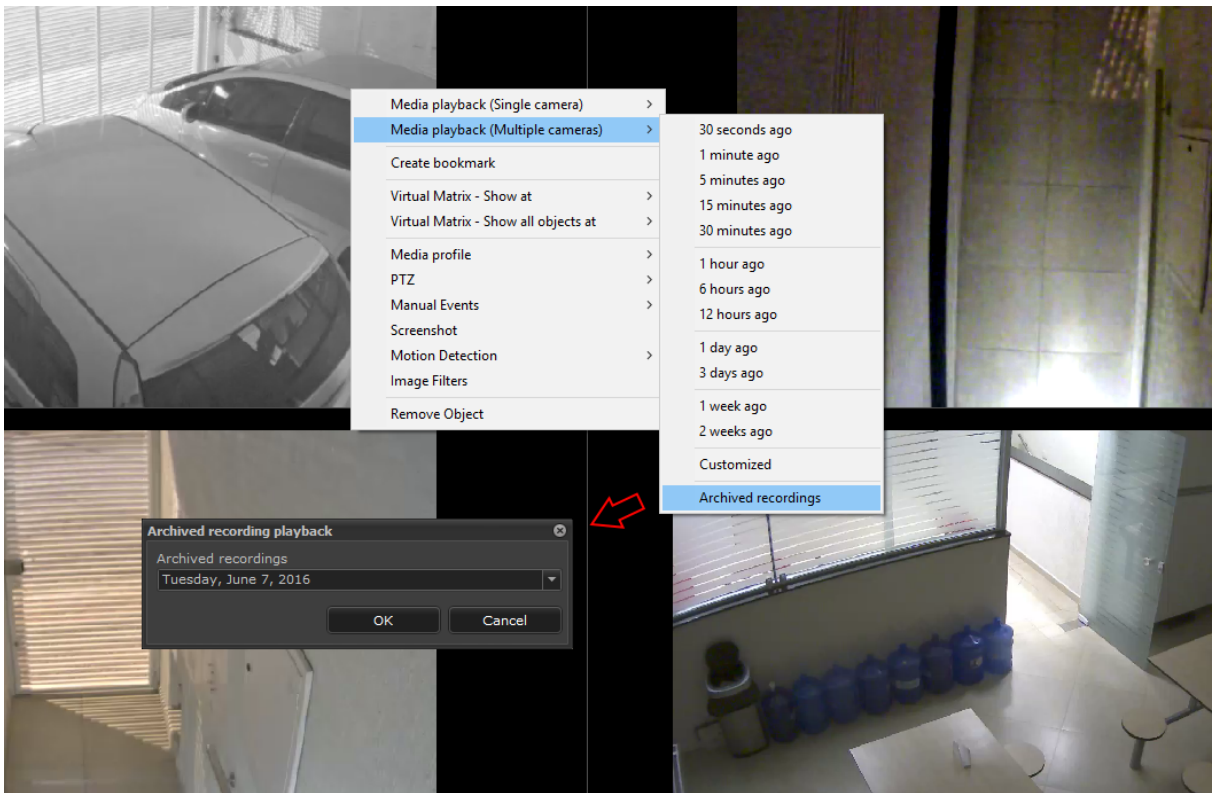 Media playback (Single camera)
Media playback (Multiple cameras)
Create bookmark
Virtual Matrix - Show at
Virtual Matrix - Show all objects at
Media profile
PTZ
Manual Events
Screenshot
Motion Detection
Image Filters
Remove Object
30 seconds ago
1 minute ago
5 minutes ago
15 minutes ago
30 minutes ago
1 hour ago
6 hours ago
12 hours ago
1 day ago
3 days ago
1 week ago
2 weeks ago
Customized
Archived recordings
Archived recording playback
Archived recordings
Tuesday, June 7, 2016
OK Cancel